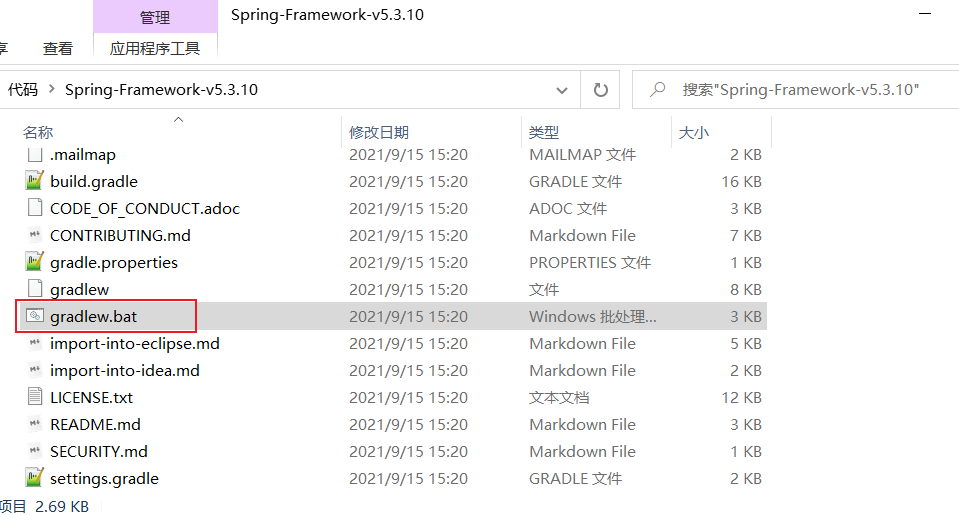 管理
Spring-Framework-v5.3.10
享 查看 应用程序工具
代码 Spring-Framework-v5.3.10 搜索"Spring-Framework-v5.3.10"
名称 修改日期 类型 大小
.mailmap 2021/9/15 15:20 MAILMAP 文件 2 KB
build.gradle 2021/9/15 15:20 GRADLE 文件 16 KB
CODE_OF_CONDUCT.adoc 2021/9/15 15:20 ADOC 文件 3 KB
CONTRIBUTING.md 2021/9/15 15:20 Markdown File 7 KB
gradle.properties 2021/9/15 15:20 PROPERTIES 文件 1 KB
gradlew 2021/9/15 15:20 文件 8 KB
gradlew.bat 2021/9/15 15:20 Windows 批处理... 3 KB
import-into-eclipse.md 2021/9/15 15:20 Markdown File 5 KB
import-into-idea.md 2021/9/15 15:20 Markdown File 2 KB
LICENSE.txt 2021/9/15 15:20 文本文档 12 KB
README.md 2021/9/15 15:20 Markdown File 3 KB
SECURITY.md 2021/9/15 15:20 Markdown File 1 KB
settings.gradle 2021/9/15 15:20 GRADLE 文件 2 KB
项目 2.69 KB